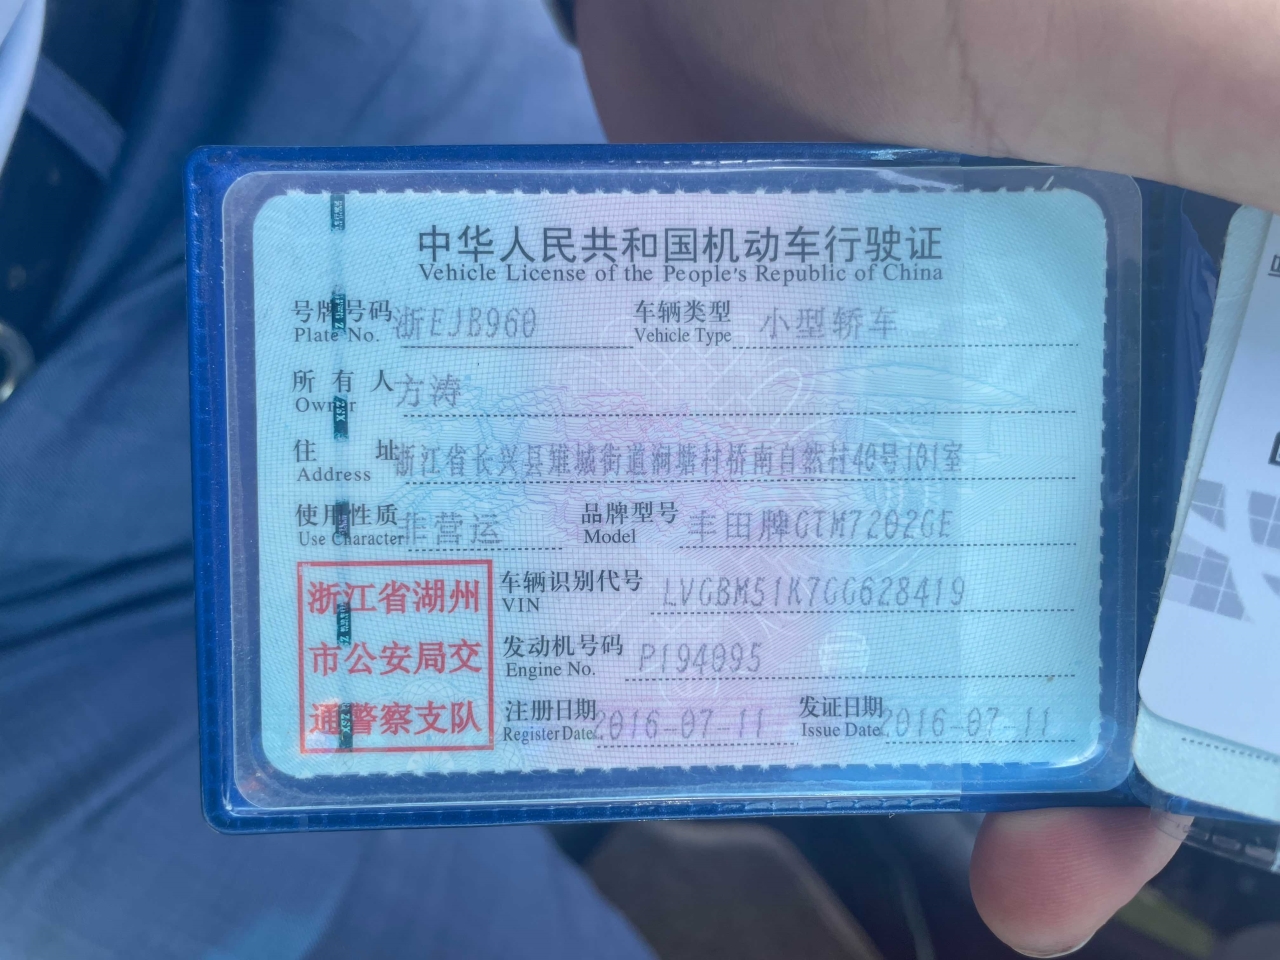 中华人民共和国机动车行驶证
Vehicle License of the People's Republic of China
号牌号码 浙EJB960 车辆类型 小型轿车
Plate No. Vehicle Type
所有人 方涛
Owner
住址 浙江省长兴县雉城街道涧塘村桥南自然村40号101室
Address
使用性质 非营运 品牌型号 丰田牌GTM7202GE
Use Character Model
浙江省湖州
市公安局交
通警察支队
车辆识别代号 LVGBM51K7GG628419
VIN
发动机号码 P194095
Engine No.
注册日期 2016-07-11 发证日期 2016-07-11
Register Date Issue Date